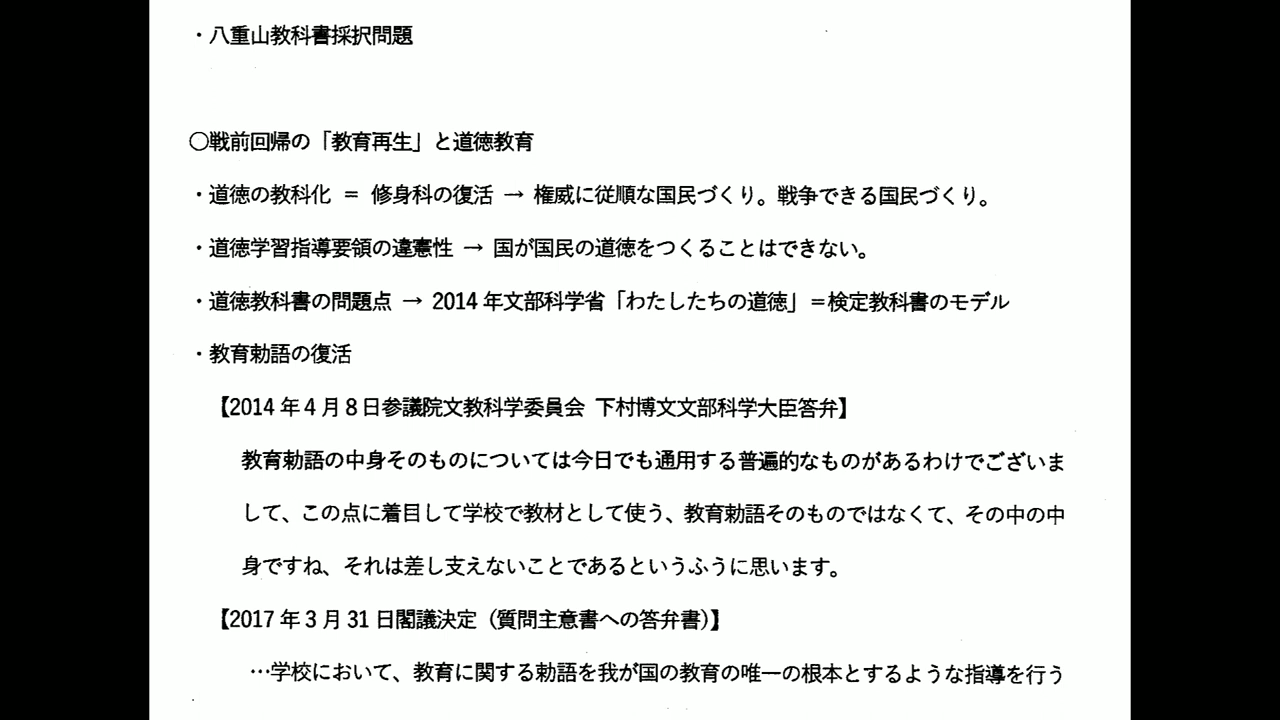 ・八重山教科書採択問題
〇戦前回帰の「教育再生」と道徳教育
・道徳の教科化 ＝ 修身科の復活 → 権威に従順な国民づくり。戦争できる国民づくり。
・道徳学習指導要領の違憲性 → 国が国民の道徳をつくることはできない。
・道徳教科書の問題点 → 2014 年文部科学省「わたしたちの道徳」＝検定教科書のモデル
・教育勅語の復活
【2014 年 4 月 8 日参議院文教科学委員会 下村博文文部科学大臣答弁】
教育勅語の中身そのものについては今日でも通用する普遍的なものがあるわけでございま
して、この点に着目して学校で教材として使う、教育勅語そのものではなくて、その中の中
身ですね、それは差し支えないことであるというふうに思います。
【2017 年 3 月 31 日閣議決定（質問主意書への答弁書)】
…学校において、教育に関する勅語を我が国の教育の唯一の根本とするような指導を行う